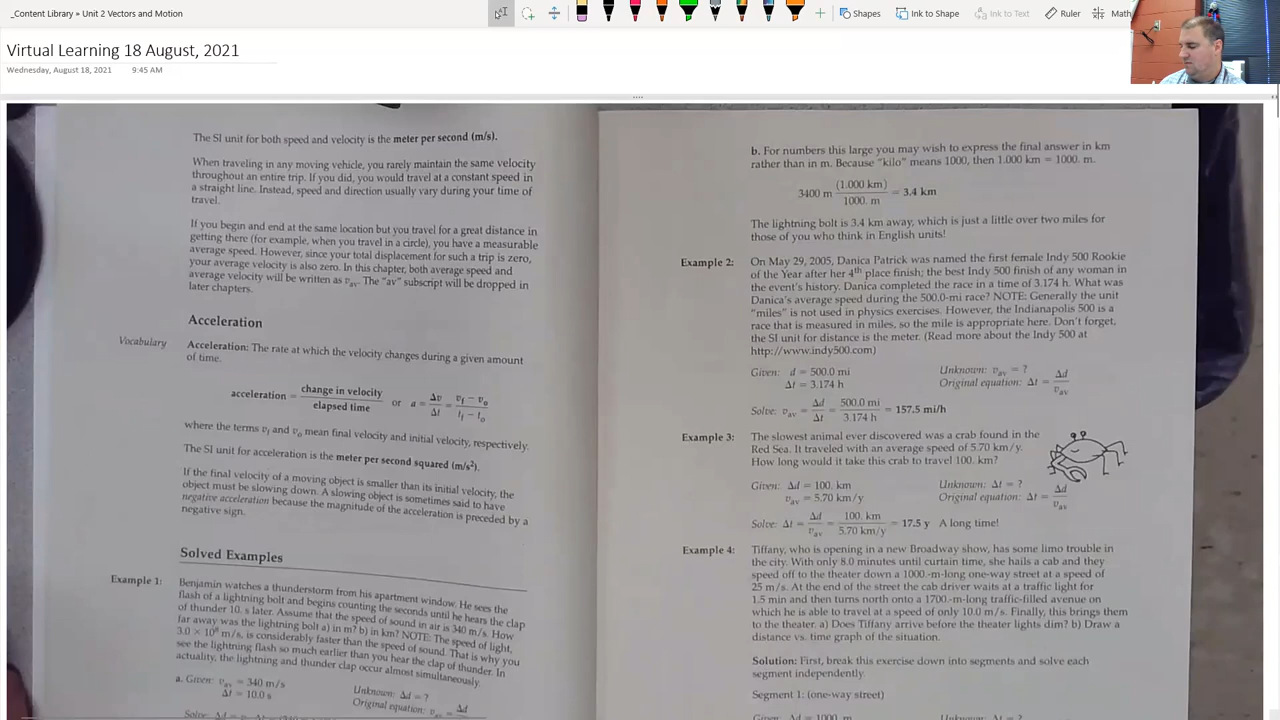 _Content Library » Unit 2 Vectors and Motion
Shapes
Ink to Shape
Ink to Text
Ruler
Math
Virtual Learning 18 August, 2021
Wednesday, August 18, 2021 9:45 AM
The SI unit for both speed and velocity is the meter per second (m/s).
When traveling in any moving vehicle, you rarely maintain the same velocity
throughout an entire trip. If you did, you would travel at a constant speed in
a straight line. Instead, speed and direction usually vary during your time of
travel.
If you begin and end at the same location but you travel for a great distance in
getting there (for example, when you travel in a circle), you have a measurable
average speed. However, since your total displacement for such a trip is zero,
your average velocity is also zero. In this chapter, both average speed and
average velocity will be written as vav. The "av" subscript will be dropped in
later chapters.
Acceleration
Vocabulary Acceleration: The rate at which the velocity changes during a given amount
of time.
acceleration = change in velocity / elapsed time or a = Δv/Δt = (vf − vo)/(tf − to)
where the terms vf and vo mean final velocity and initial velocity, respectively.
The SI unit for acceleration is the meter per second squared (m/s²).
If the final velocity of a moving object is smaller than its initial velocity, the
object must be slowing down. A slowing object is sometimes said to have
negative acceleration because the magnitude of the acceleration is preceded by a
negative sign.
Solved Examples
Example 1: Benjamin watches a thunderstorm from his apartment window. He sees the
flash of a lightning bolt and begins counting the seconds until he hears the clap
of thunder 10. s later. Assume that the speed of sound in air is 340 m/s. How
far away was the lightning bolt a) in m? b) in km? NOTE: The speed of light,
3.0 × 10⁸ m/s, is considerably faster than the speed of sound. That is why you
see the lightning flash so much earlier than you hear the clap of thunder. In
actuality, the lightning and thunder clap occur almost simultaneously.
a. Given: vav = 340 m/s Unknown: Δd = ?
Δt = 10.0 s Original equation: vav = Δd
b. For numbers this large you may wish to express the final answer in km
rather than in m. Because "kilo" means 1000, then 1.000 km = 1000. m.
3400 m (1.000 km)/1000. m = 3.4 km
The lightning bolt is 3.4 km away, which is just a little over two miles for
those of you who think in English units!
Example 2: On May 29, 2005, Danica Patrick was named the first female Indy 500 Rookie
of the Year after her 4th place finish; the best Indy 500 finish of any woman in
the event's history. Danica completed the race in a time of 3.174 h. What was
Danica's average speed during the 500.0-mi race? NOTE: Generally the unit
"miles" is not used in physics exercises. However, the Indianapolis 500 is a
race that is measured in miles, so the mile is appropriate here. Don't forget,
the SI unit for distance is the meter. (Read more about the Indy 500 at
http://www.indy500.com)
Given: d = 500.0 mi Unknown: vav = ?
Δt = 3.174 h Original equation: Δt = Δd/vav
Solve: vav = Δd/Δt = 500.0 mi/3.174 h = 157.5 mi/h
Example 3: The slowest animal ever discovered was a crab found in the
Red Sea. It traveled with an average speed of 5.70 km/y.
How long would it take this crab to travel 100. km?
Given: Δd = 100. km Unknown: Δt = ?
vav = 5.70 km/y Original equation: Δt = Δd/vav
Solve: Δt = Δd/vav = 100. km/5.70 km/y = 17.5 y A long time!
Example 4: Tiffany, who is opening in a new Broadway show, has some limo trouble in
the city. With only 8.0 minutes until curtain time, she hails a cab and they
speed off to the theater down a 1000.-m-long one-way street at a speed of
25 m/s. At the end of the street the cab driver waits at a traffic light for
1.5 min and then turns north onto a 1700.-m-long traffic-filled avenue on
which he is able to travel at a speed of only 10.0 m/s. Finally, this brings them
to the theater. a) Does Tiffany arrive before the theater lights dim? b) Draw a
distance vs. time graph of the situation.
Solution: First, break this exercise down into segments and solve each
segment independently.
Segment 1: (one-way street)
Given: Δd = 1000 m Unknown: Δt = ?